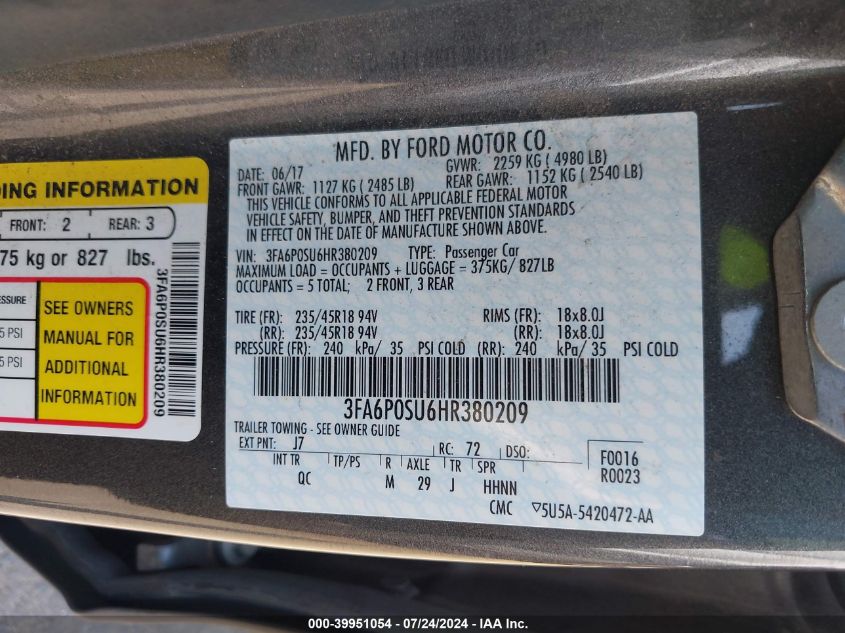 DING INFORMATION
FRONT: 2 REAR: 3
75 kg or 827 lbs.
PRESSURE
5 PSI
5 PSI
SEE OWNERS
MANUAL FOR
ADDITIONAL
INFORMATION
3FA6P0SU6HR380209
MFD. BY FORD MOTOR CO.
DATE: 06/17 GVWR: 2259 KG ( 4980 LB)
FRONT GAWR: 1127 KG ( 2485 LB) REAR GAWR: 1152 KG ( 2540 LB)
THIS VEHICLE CONFORMS TO ALL APPLICABLE FEDERAL MOTOR
VEHICLE SAFETY, BUMPER, AND THEFT PREVENTION STANDARDS
IN EFFECT ON THE DATE OF MANUFACTURE SHOWN ABOVE.
VIN: 3FA6P0SU6HR380209 TYPE: Passenger Car
MAXIMUM LOAD = OCCUPANTS + LUGGAGE = 375KG/ 827LB
OCCUPANTS = 5 TOTAL; 2 FRONT, 3 REAR
TIRE (FR): 235/45R18 94V RIMS (FR): 18x8.0J
(RR): 235/45R18 94V (RR): 18x8.0J
PRESSURE (FR): 240 kPa/ 35 PSI COLD (RR): 240 kPa/ 35 PSI COLD
3FA6P0SU6HR380209
TRAILER TOWING - SEE OWNER GUIDE
EXT PNT: J7 RC: 72 DSO: F0016
INT TR TP/PS R AXLE TR SPR R0023
QC M 29 J HHNN
CMC ▽5U5A-5420472-AA
000-39951054 / 07/24/2024 - IAA Inc.